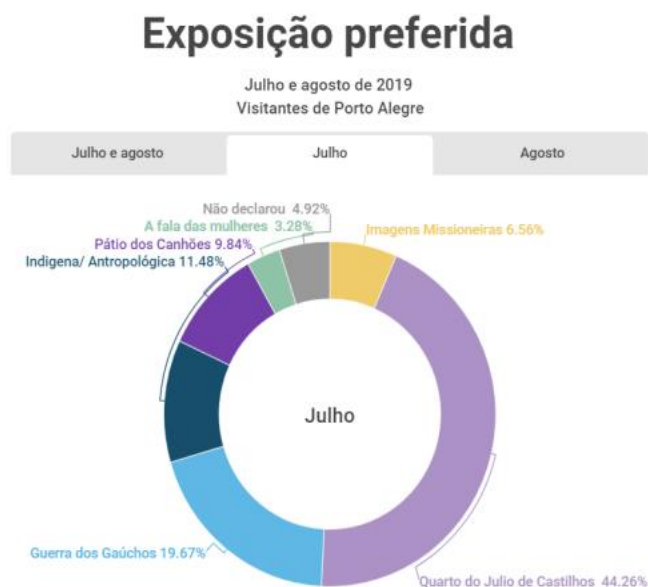 Exposição preferida
Julho e agosto de 2019
Visitantes de Porto Alegre
Julho e agosto
Julho
Agosto
Não declarou 4.92%
A fala das mulheres 3.28%
Imagens Missioneiras 6.56%
Pátio dos Canhões 9.84%
Indigena/ Antropológica 11.48%
Julho
Guerra dos Gaúchos 19.67%
Quarto do Julio de Castilhos 44.26%